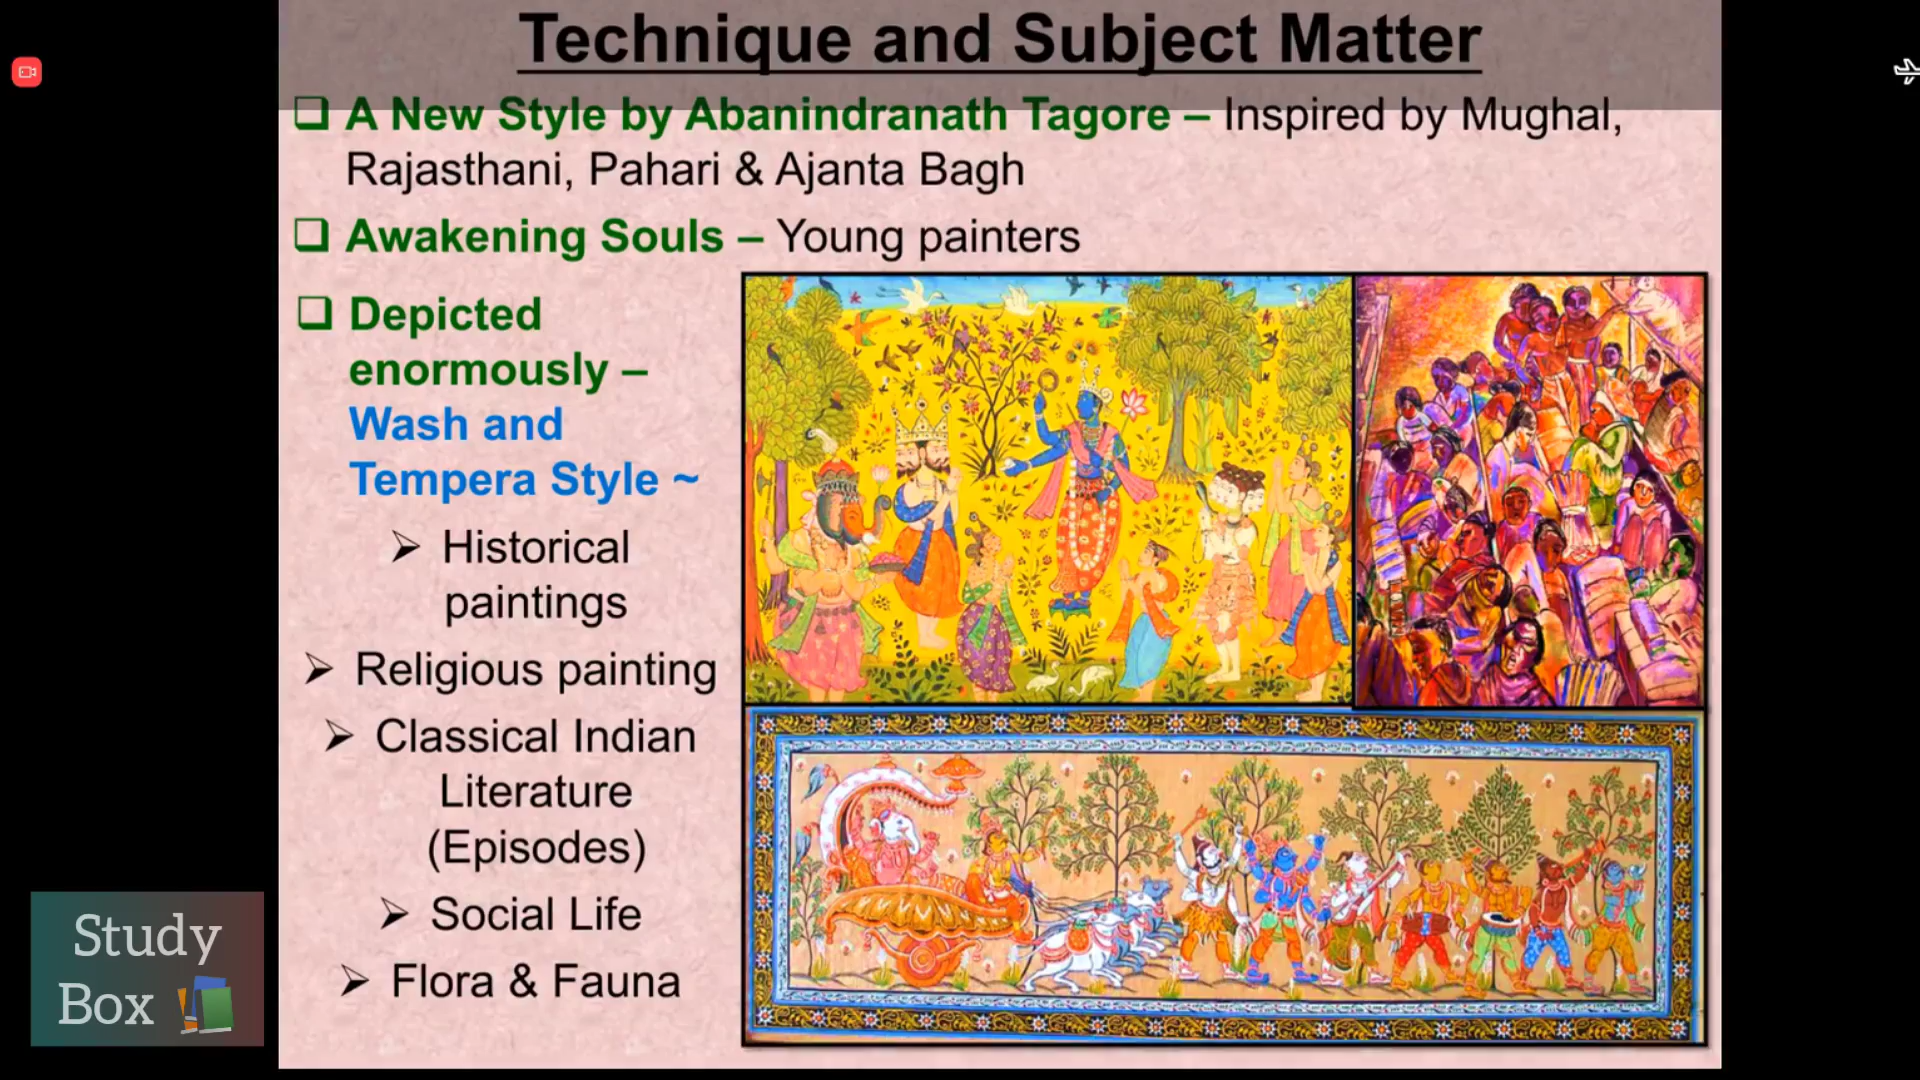 Technique and Subject Matter
❑ A New Style by Abanindranath Tagore – Inspired by Mughal,
Rajasthani, Pahari & Ajanta Bagh
❑ Awakening Souls – Young painters
❑ Depicted
enormously –
Wash and
Tempera Style ~
➢ Historical
paintings
➢ Religious painting
➢ Classical Indian
Literature
(Episodes)
➢ Social Life
➢ Flora & Fauna
Study
Box